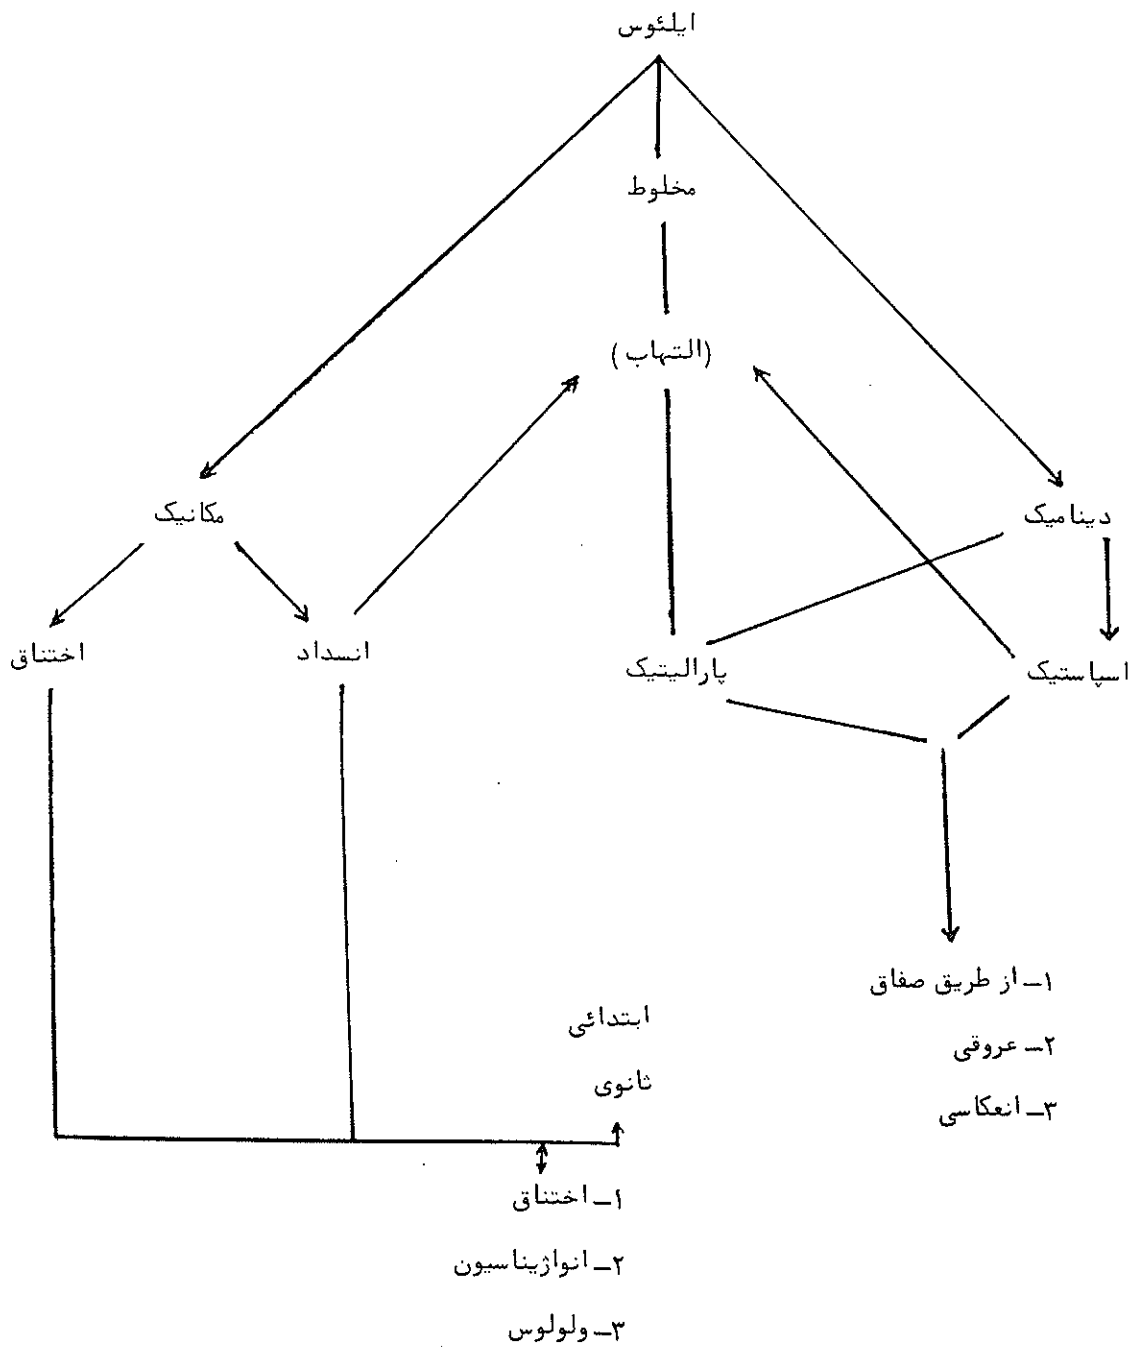 ایلئوس
مخلوط
(التهاب)
دینامیک
مکانیک
اسپاستیک
پارالیتیک
انسداد
اختناق
۱ـ از طریق صفاق
۲ـ عروقی
۳ـ انعکاسی
ابتدائی
ثانوی
۱ـ اختناق
۲ـ انواژیناسیون
۳ـ ولولوس